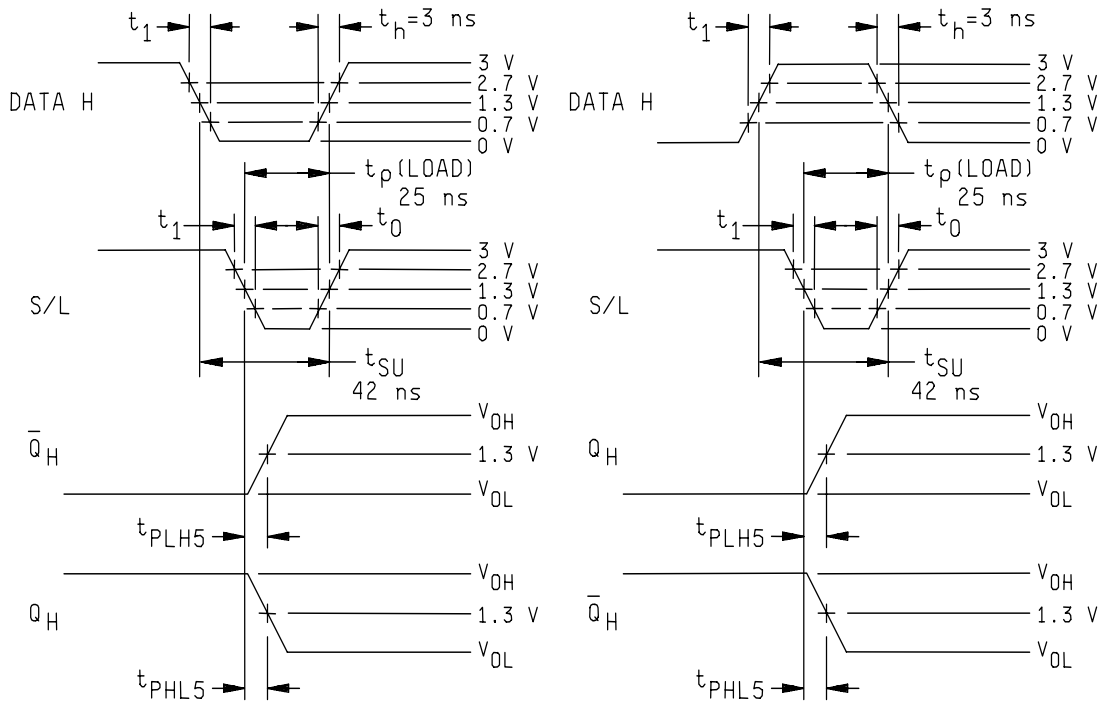 t1
th=3 ns
3 V
2.7 V
DATA H
1.3 V
0.7 V
0 V
tp(LOAD)
25 ns
t1
t0
3 V
2.7 V
S/L
1.3 V
0.7 V
0 V
tSU
42 ns
VOH
Q̅H
1.3 V
VOL
tPLH5
VOH
QH
1.3 V
VOL
tPHL5
t1
th=3 ns
3 V
2.7 V
DATA H
1.3 V
0.7 V
0 V
tp(LOAD)
25 ns
t1
t0
3 V
2.7 V
S/L
1.3 V
0.7 V
0 V
tSU
42 ns
VOH
QH
1.3 V
VOL
tPLH5
VOH
Q̅H
1.3 V
VOL
tPHL5